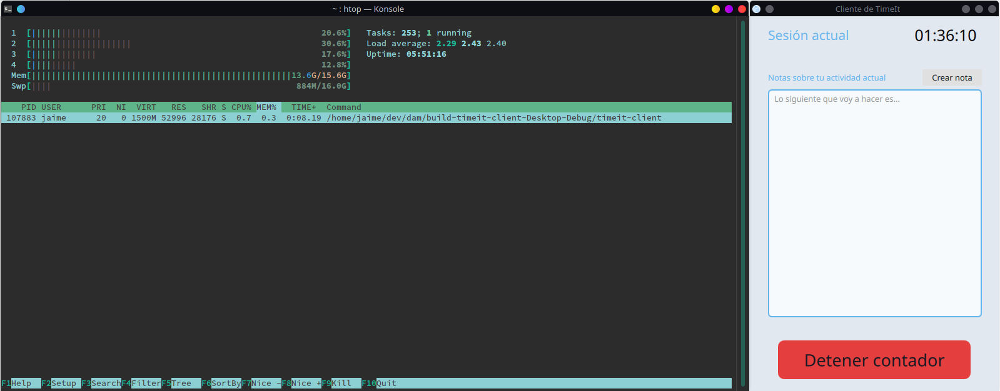 ~ : htop — Konsole
1 [||||||||||||||| 20.6%] Tasks: 253; 1 running
2 [|||||||||||||||||||| 30.6%] Load average: 2.29 2.43 2.40
3 [||||||||||||| 17.6%] Uptime: 05:51:16
4 [||||||||| 12.8%]
Mem[||||||||||||||||||||||||||||||||||||||||||||||||||||13.6G/15.6G]
Swp[|||| 884M/16.0G]
PID USER PRI NI VIRT RES SHR S CPU% MEM% TIME+ Command
107883 jaime 20 0 1500M 52996 28176 S 0.7 0.3 0:08.19 /home/jaime/dev/dam/build-timeit-client-Desktop-Debug/timeit-client
F1Help F2Setup F3SearchF4FilterF5Tree F6SortByF7Nice -F8Nice +F9Kill F10Quit
Cliente de TimeIt
Sesión actual 01:36:10
Notas sobre tu actividad actual Crear nota
Lo siguiente que voy a hacer es...
Detener contador